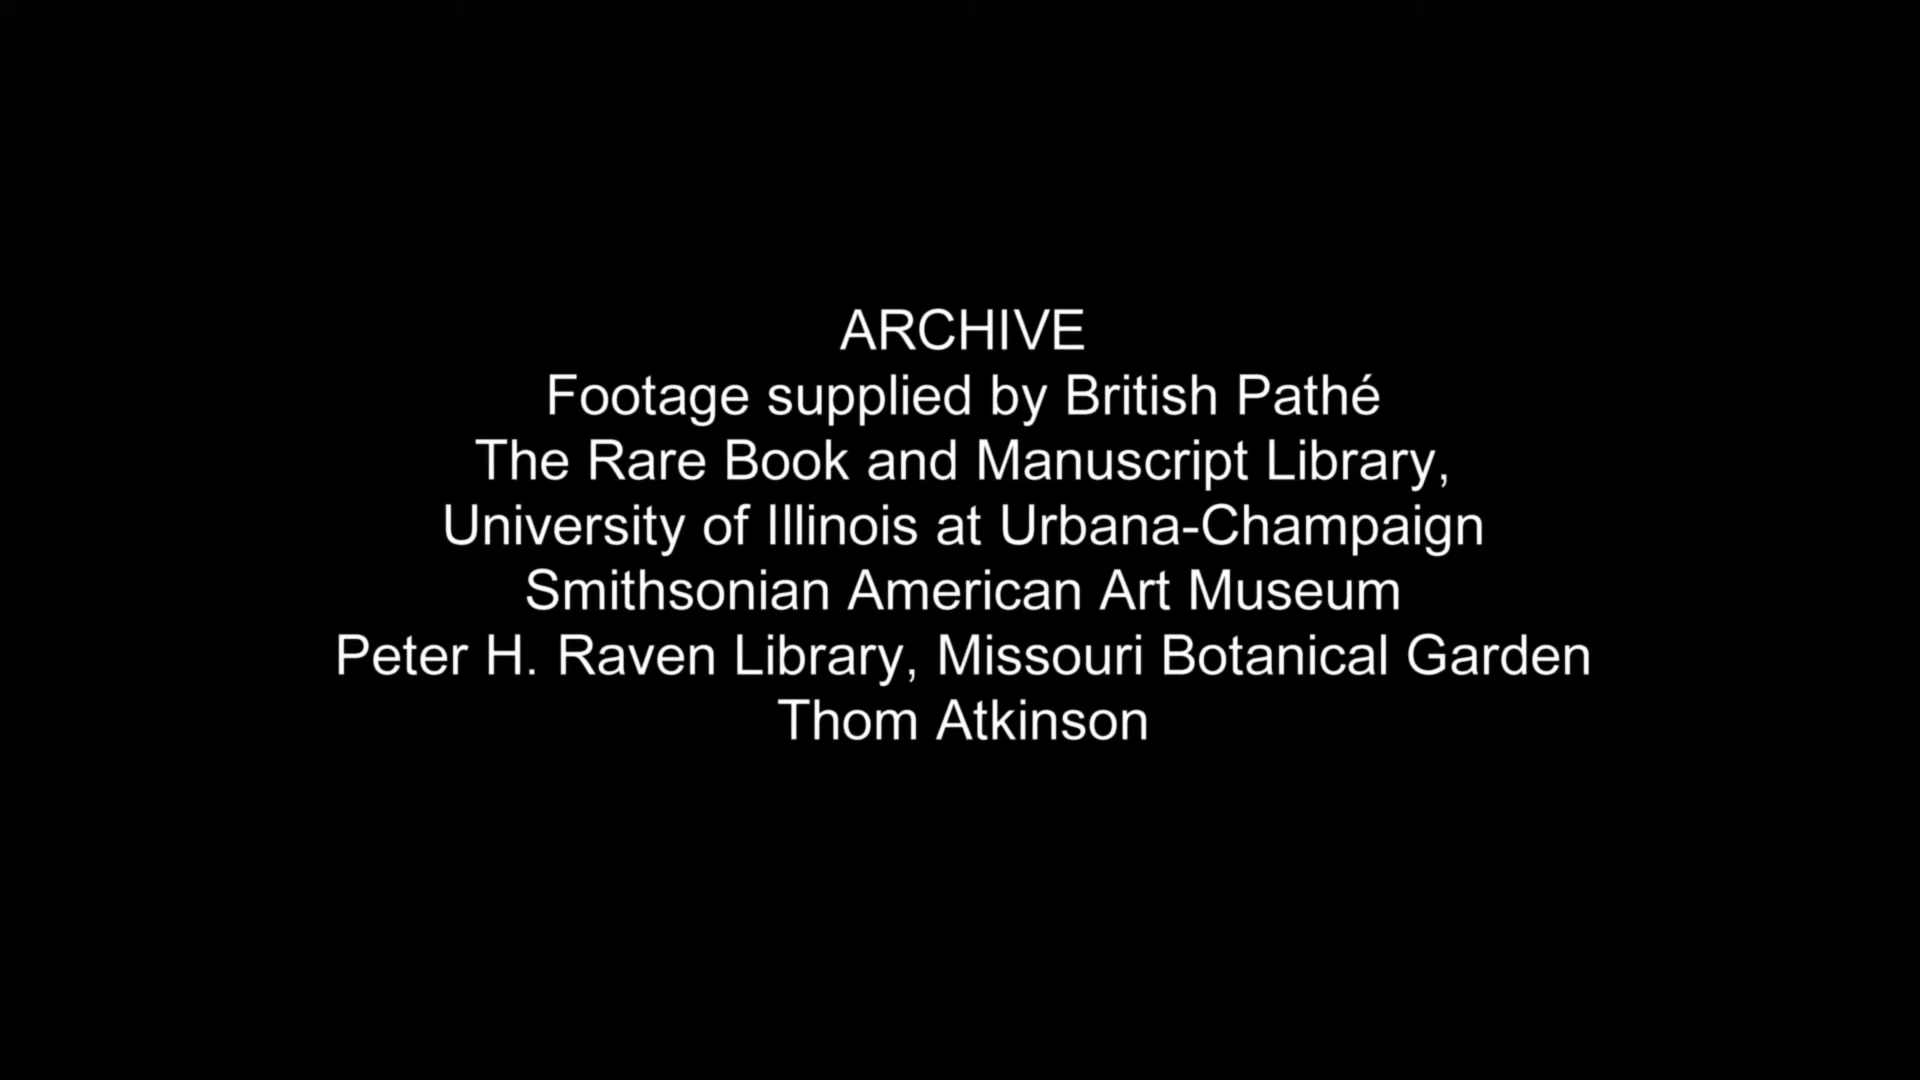 ARCHIVE
Footage supplied by British Pathé
The Rare Book and Manuscript Library,
University of Illinois at Urbana-Champaign
Smithsonian American Art Museum
Peter H. Raven Library, Missouri Botanical Garden
Thom Atkinson